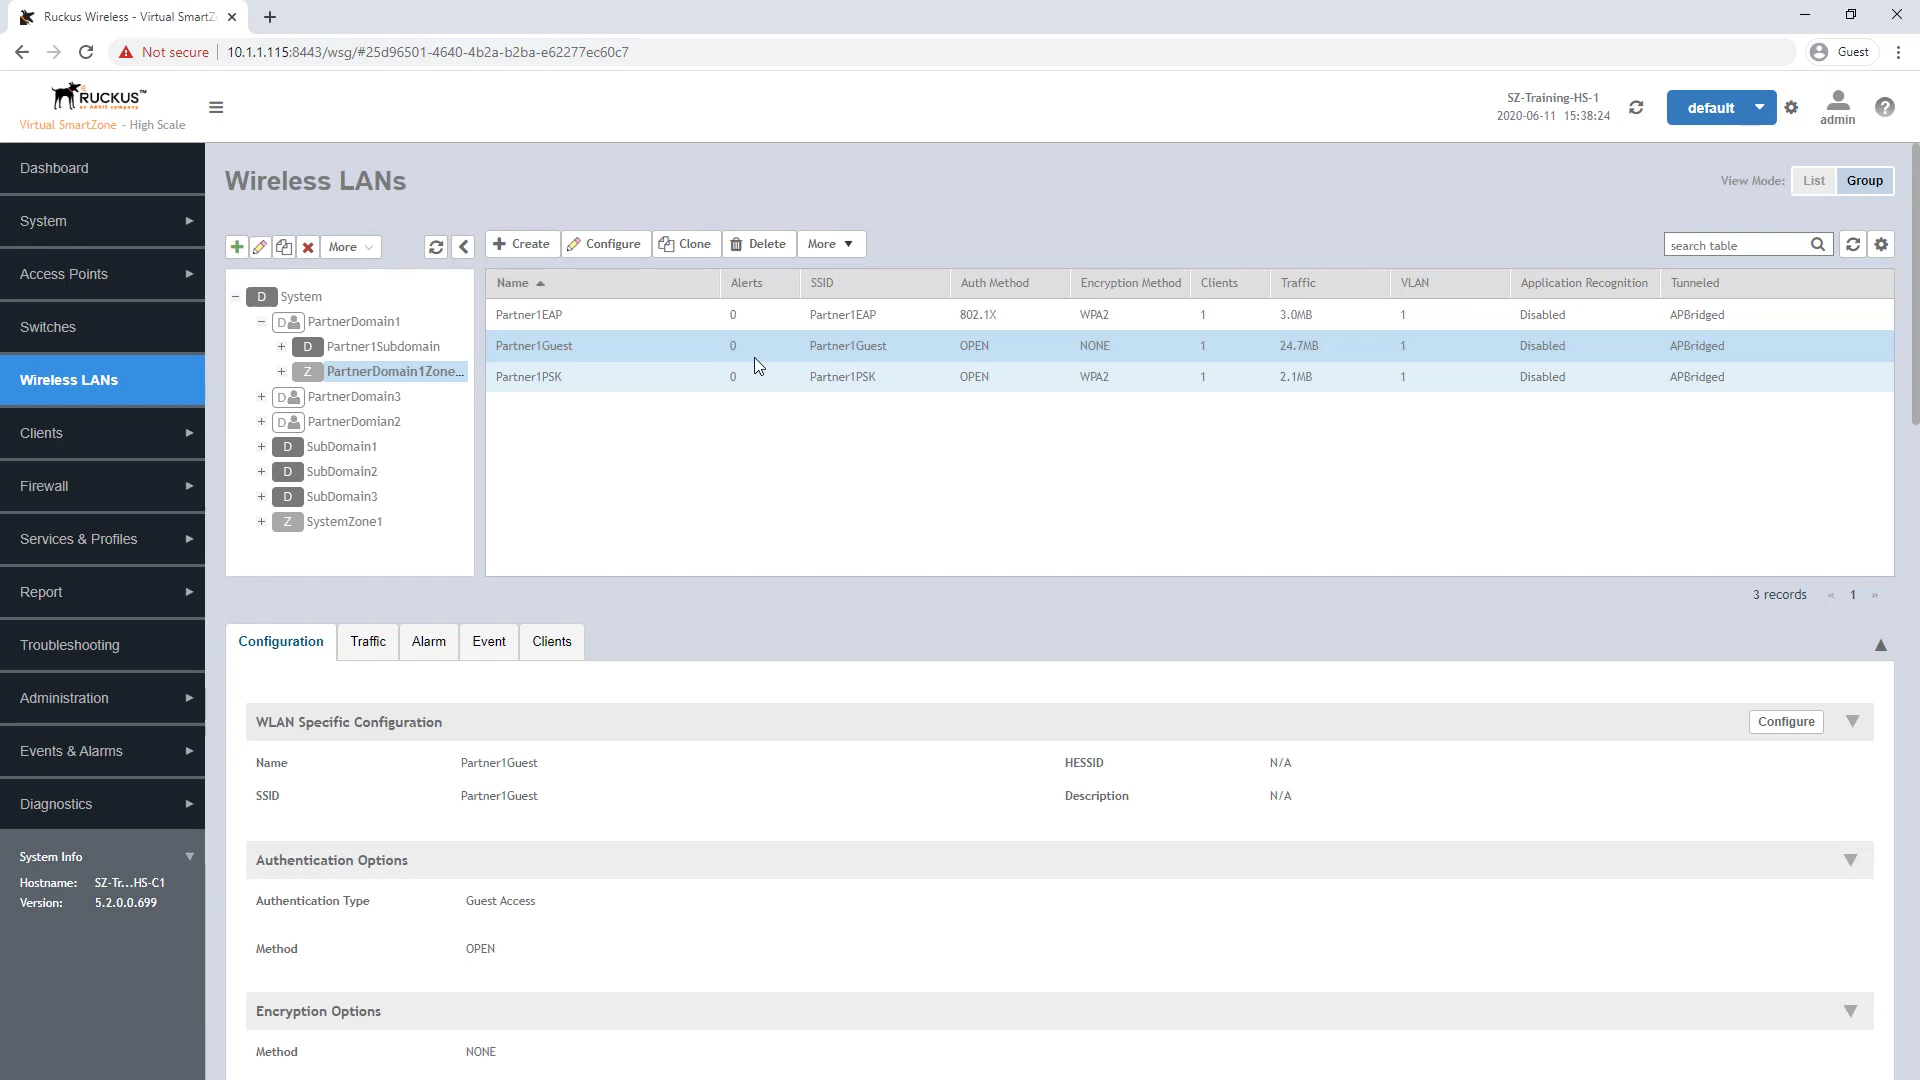 Ruckus Wireless - Virtual SmartZ
Not secure
10.1.1.115:8443/wsg/#25d96501-4640-4b2a-b2ba-e62277ec60c7
Guest
RUCKUS™
an ARRIS company
Virtual SmartZone - High Scale
SZ-Training-HS-1
2020-06-11 15:38:24
default
admin
?
Dashboard
System
Access Points
Switches
Wireless LANs
Clients
Firewall
Services & Profiles
Report
Troubleshooting
Administration
Events & Alarms
Diagnostics
System Info
Hostname: SZ-Tr...HS-C1
Version: 5.2.0.0.699
Wireless LANs
View Mode: List Group
More
D System
D PartnerDomain1
D Partner1Subdomain
Z PartnerDomain1Zone...
D PartnerDomain3
D PartnerDomian2
D SubDomain1
D SubDomain2
D SubDomain3
Z SystemZone1
Create Configure Clone Delete More
search table
Name Alerts SSID Auth Method Encryption Method Clients Traffic VLAN Application Recognition Tunneled
Partner1EAP 0 Partner1EAP 802.1X WPA2 1 3.0MB 1 Disabled APBridged
Partner1Guest 0 Partner1Guest OPEN NONE 1 24.7MB 1 Disabled APBridged
Partner1PSK 0 Partner1PSK OPEN WPA2 1 2.1MB 1 Disabled APBridged
3 records « 1 »
Configuration Traffic Alarm Event Clients
WLAN Specific Configuration
Configure
Name Partner1Guest HESSID N/A
SSID Partner1Guest Description N/A
Authentication Options
Authentication Type Guest Access
Method OPEN
Encryption Options
Method NONE